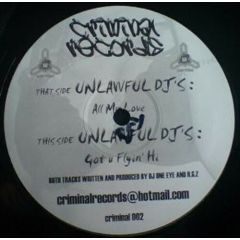 CRIMINAL
RECORDS
THAT SIDE UNLAWFUL DJ'S:
All My Love
THIS SIDE UNLAWFUL DJ'S:
Got u Flyin' Hi
BOTH TRACKS WRITTEN AND PRODUCED BY DJ ONE EYE AND N.G.Z
criminalrecords@hotmail.com
criminal 002